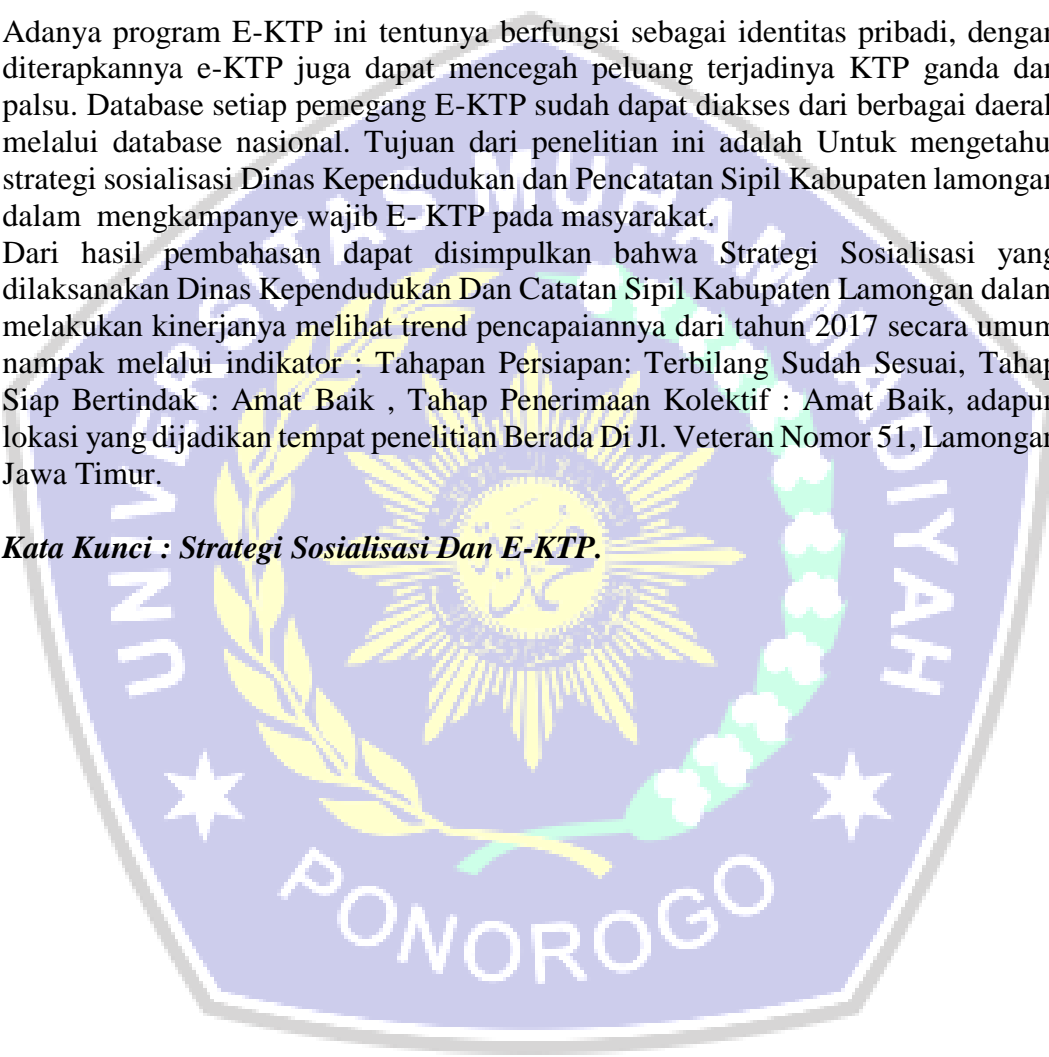 Adanya program E-KTP ini tentunya berfungsi sebagai identitas pribadi, dengan
diterapkannya e-KTP juga dapat mencegah peluang terjadinya KTP ganda dan
palsu. Database setiap pemegang E-KTP sudah dapat diakses dari berbagai daerah
melalui database nasional. Tujuan dari penelitian ini adalah Untuk mengetahu
strategi sosialisasi Dinas Kependudukan dan Pencatatan Sipil Kabupaten lamongan
dalam mengkampanye wajib E- KTP pada masyarakat.
Dari hasil pembahasan dapat disimpulkan bahwa Strategi Sosialisasi yang
dilaksanakan Dinas Kependudukan Dan Catatan Sipil Kabupaten Lamongan dalam
melakukan kinerjanya melihat trend pencapaiannya dari tahun 2017 secara umum
nampak melalui indikator : Tahapan Persiapan: Terbilang Sudah Sesuai, Tahap
Siap Bertindak : Amat Baik , Tahap Penerimaan Kolektif : Amat Baik, adapun
lokasi yang dijadikan tempat penelitian Berada Di Jl. Veteran Nomor 51, Lamongan
Jawa Timur.
Kata Kunci : Strategi Sosialisasi Dan E-KTP.
UNIVERSITAS MUHAMMADIYAH
PONOROGO